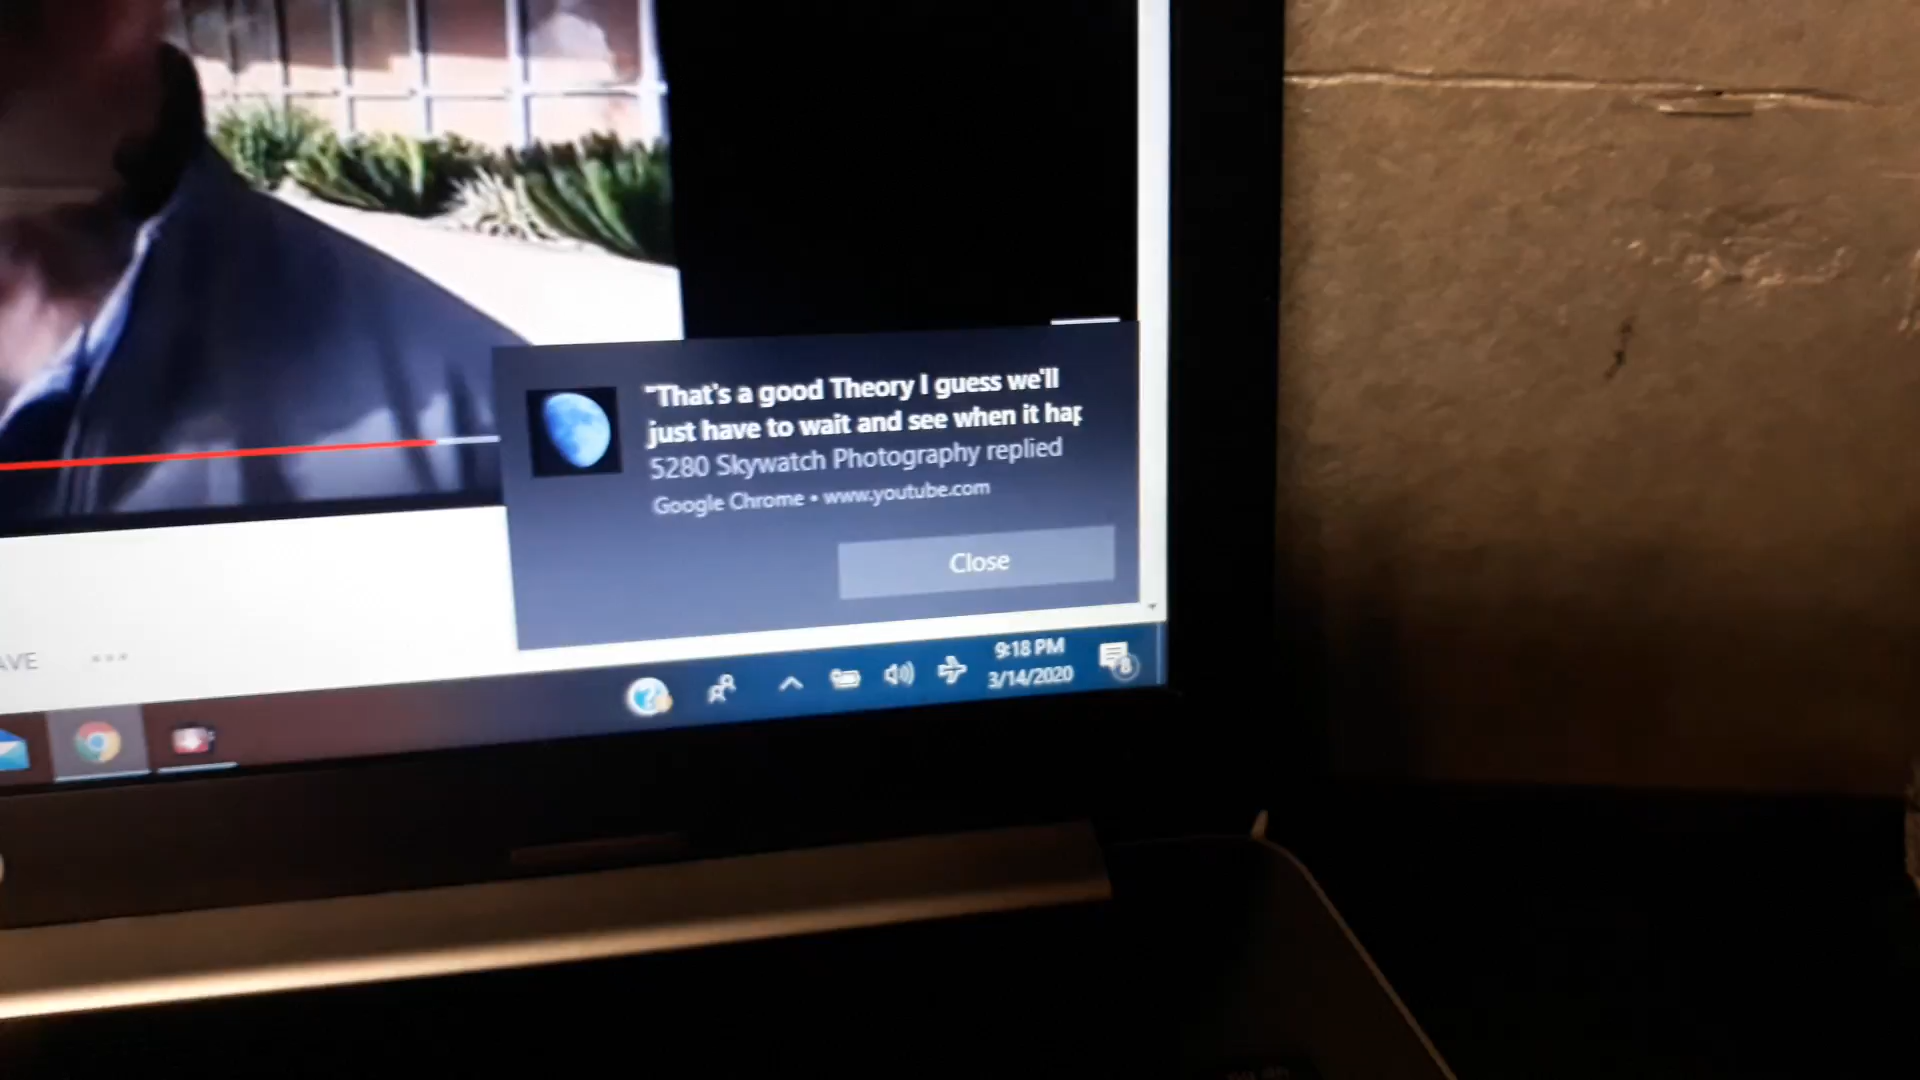 "That's a good Theory I guess we'll
just have to wait and see when it hap
5280 Skywatch Photography replied
Google Chrome • www.youtube.com
Close
AVE
9:18 PM
3/14/2020
8